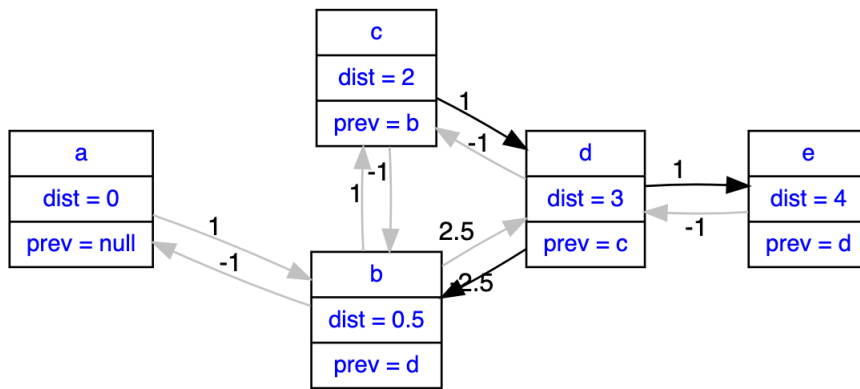 c
dist = 2
prev = b
1
-1
a
dist = 0
prev = null
1
-1
1
-1
d
dist = 3
prev = c
1
-1
e
dist = 4
prev = d
2.5
-2.5
b
dist = 0.5
prev = d